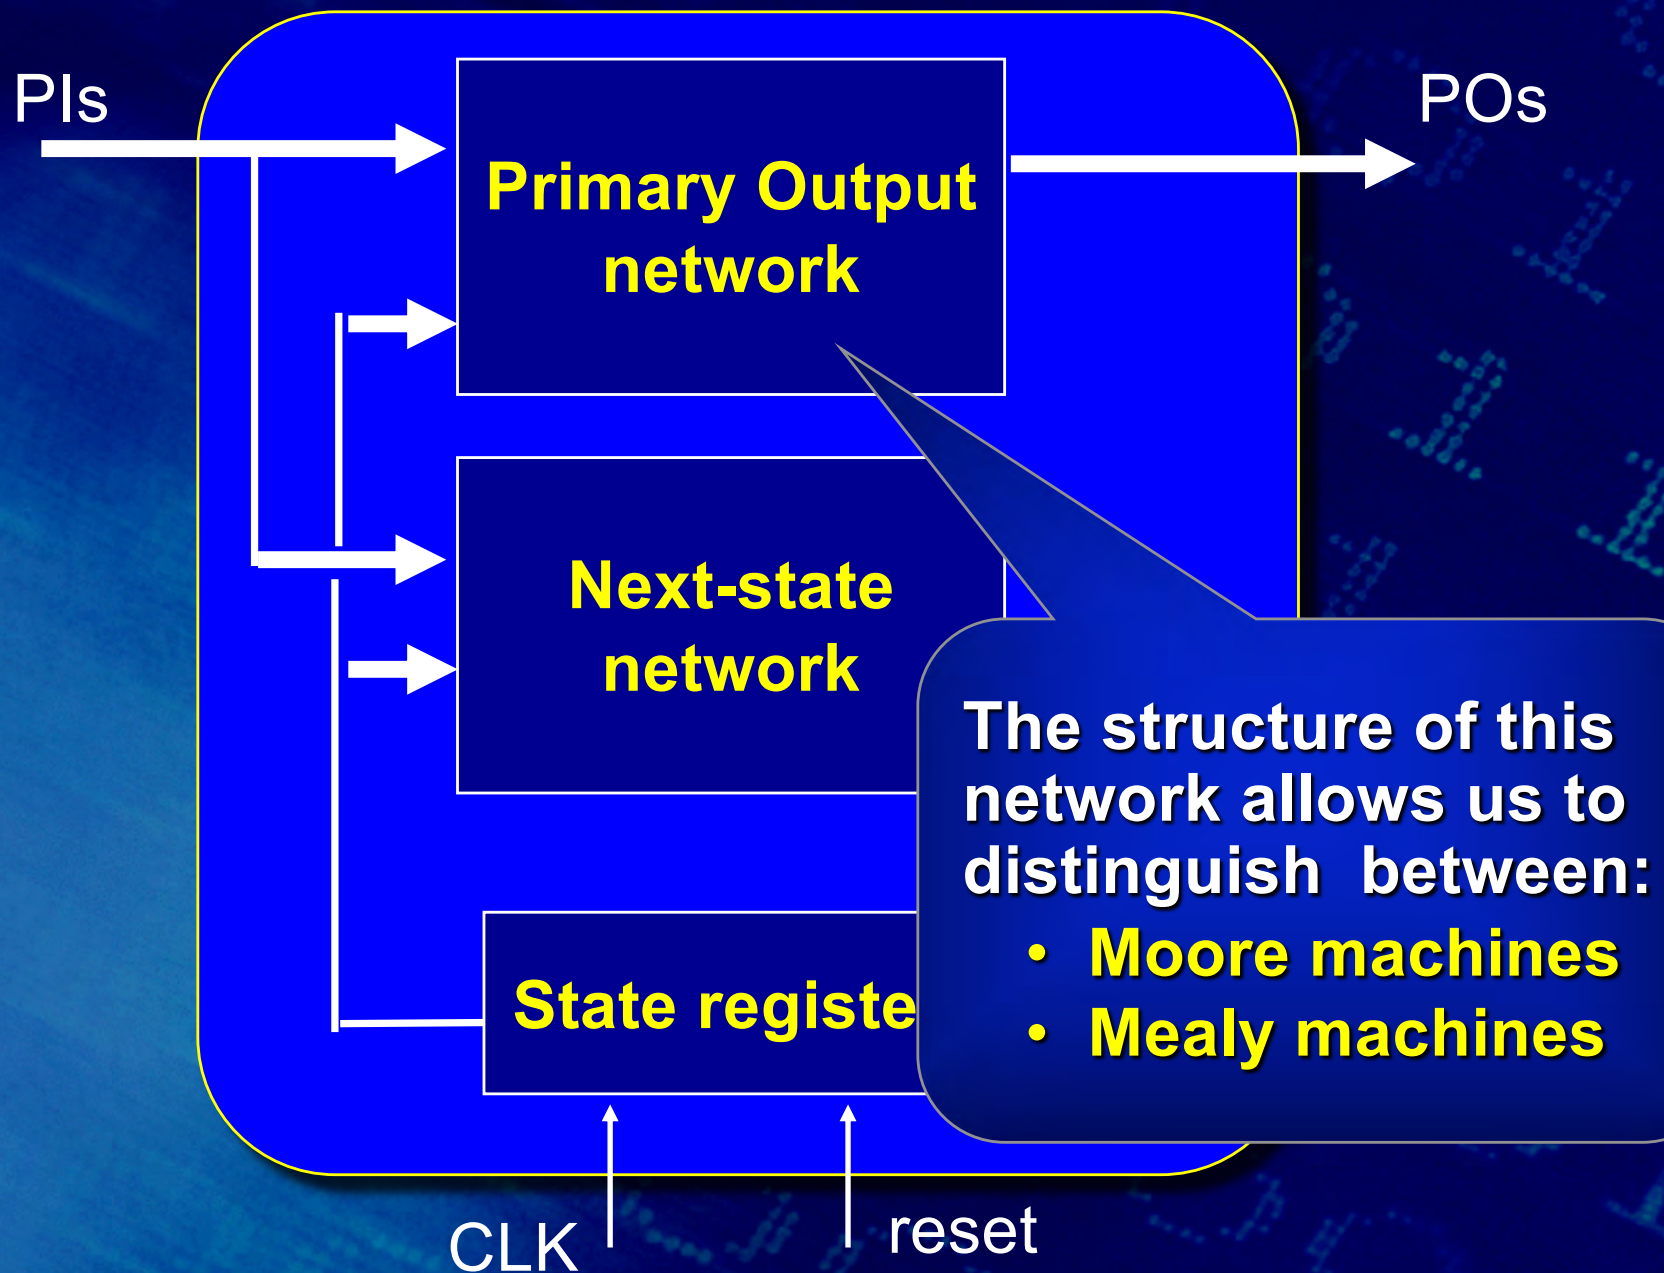 PIs
POs
Primary Output
network
Next-state
network
State registe
The structure of this
network allows us to
distinguish between:
• Moore machines
• Mealy machines
CLK
reset